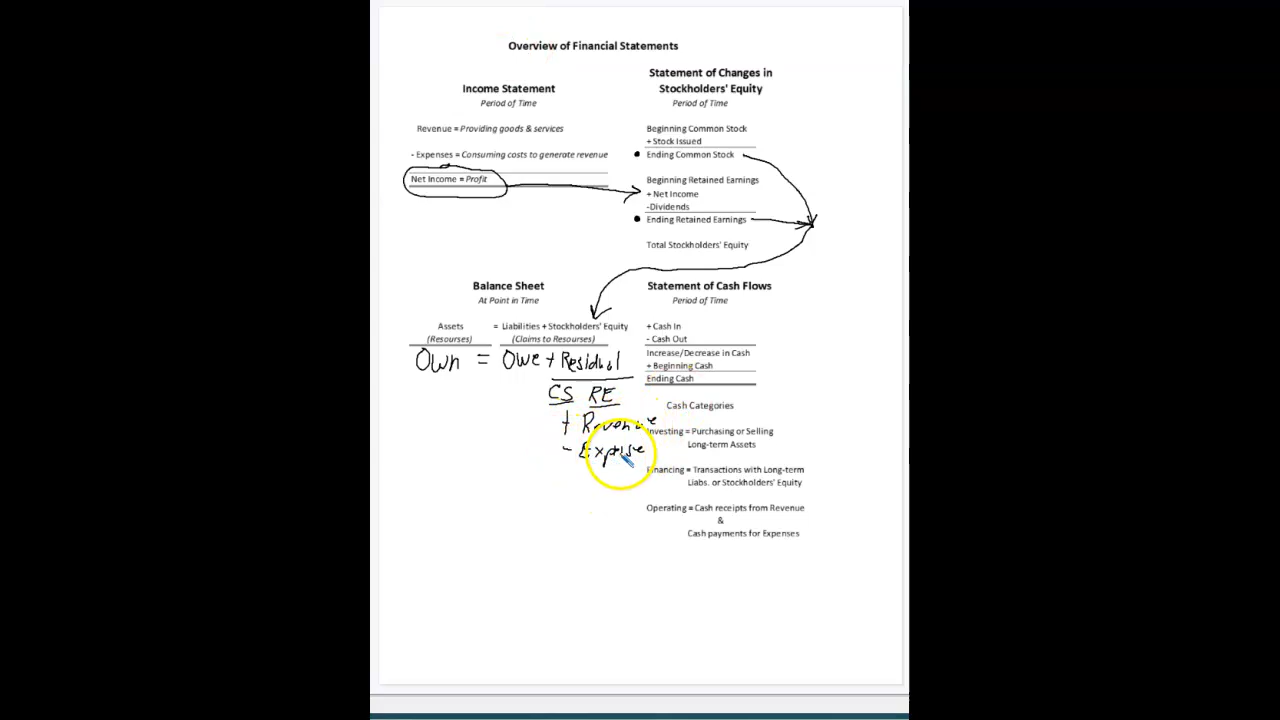 Overview of Financial Statements
Income Statement
Period of Time
Revenue = Providing goods & services
- Expenses = Consuming costs to generate revenue
Net Income = Profit
Statement of Changes in
Stockholders' Equity
Period of Time
Beginning Common Stock
+ Stock Issued
Ending Common Stock
Beginning Retained Earnings
+ Net Income
-Dividends
Ending Retained Earnings
Total Stockholders' Equity
Balance Sheet
At Point in Time
Assets = Liabilities + Stockholders' Equity
(Resourses) (Claims to Resourses)
Own = Owe + Residual
CS RE
+ Revenue
- Expense
Statement of Cash Flows
Period of Time
+ Cash In
- Cash Out
Increase/Decrease in Cash
+ Beginning Cash
Ending Cash
Cash Categories
Investing = Purchasing or Selling
Long-term Assets
Financing = Transactions with Long-term
Liabs. or Stockholders' Equity
Operating = Cash receipts from Revenue
&
Cash payments for Expenses